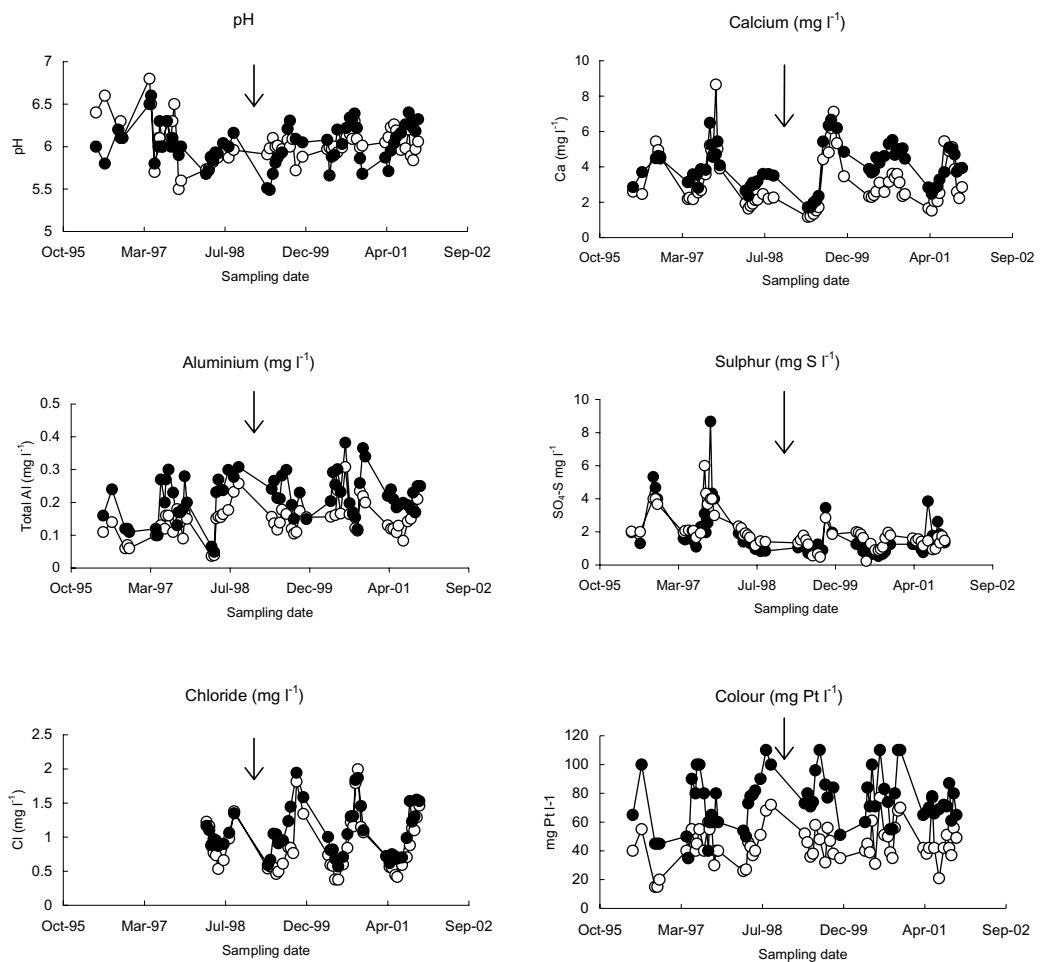 pH
7
6.5
6
5.5
5
pH
Oct-95 Mar-97 Jul-98 Dec-99 Apr-01 Sep-02
Sampling date
Calcium (mg l-1)
10
8
6
4
2
0
Ca (mg l-1)
Oct-95 Mar-97 Jul-98 Dec-99 Apr-01 Sep-02
Sampling date
Aluminium (mg l-1)
0.5
0.4
0.3
0.2
0.1
0
Total Al (mg l-1)
Oct-95 Mar-97 Jul-98 Dec-99 Apr-01 Sep-02
Sampling date
Sulphur (mg S l-1)
10
8
6
4
2
0
SO4-S mg l-1
Oct-95 Mar-97 Jul-98 Dec-99 Apr-01 Sep-02
Sampling date
Chloride (mg l-1)
2.5
2
1.5
1
0.5
0
Cl (mg l-1)
Oct-95 Mar-97 Jul-98 Dec-99 Apr-01 Sep-02
Sampling date
Colour (mg Pt l-1)
120
100
80
60
40
20
0
mg Pt l-1
Oct-95 Mar-97 Jul-98 Dec-99 Apr-01 Sep-02
Sampling date